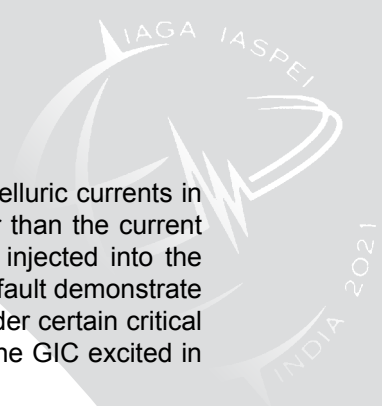 IAGA IASPEI
INDIA 2021
elluric currents in
than the current
injected into the
fault demonstrate
der certain critical
he GIC excited in